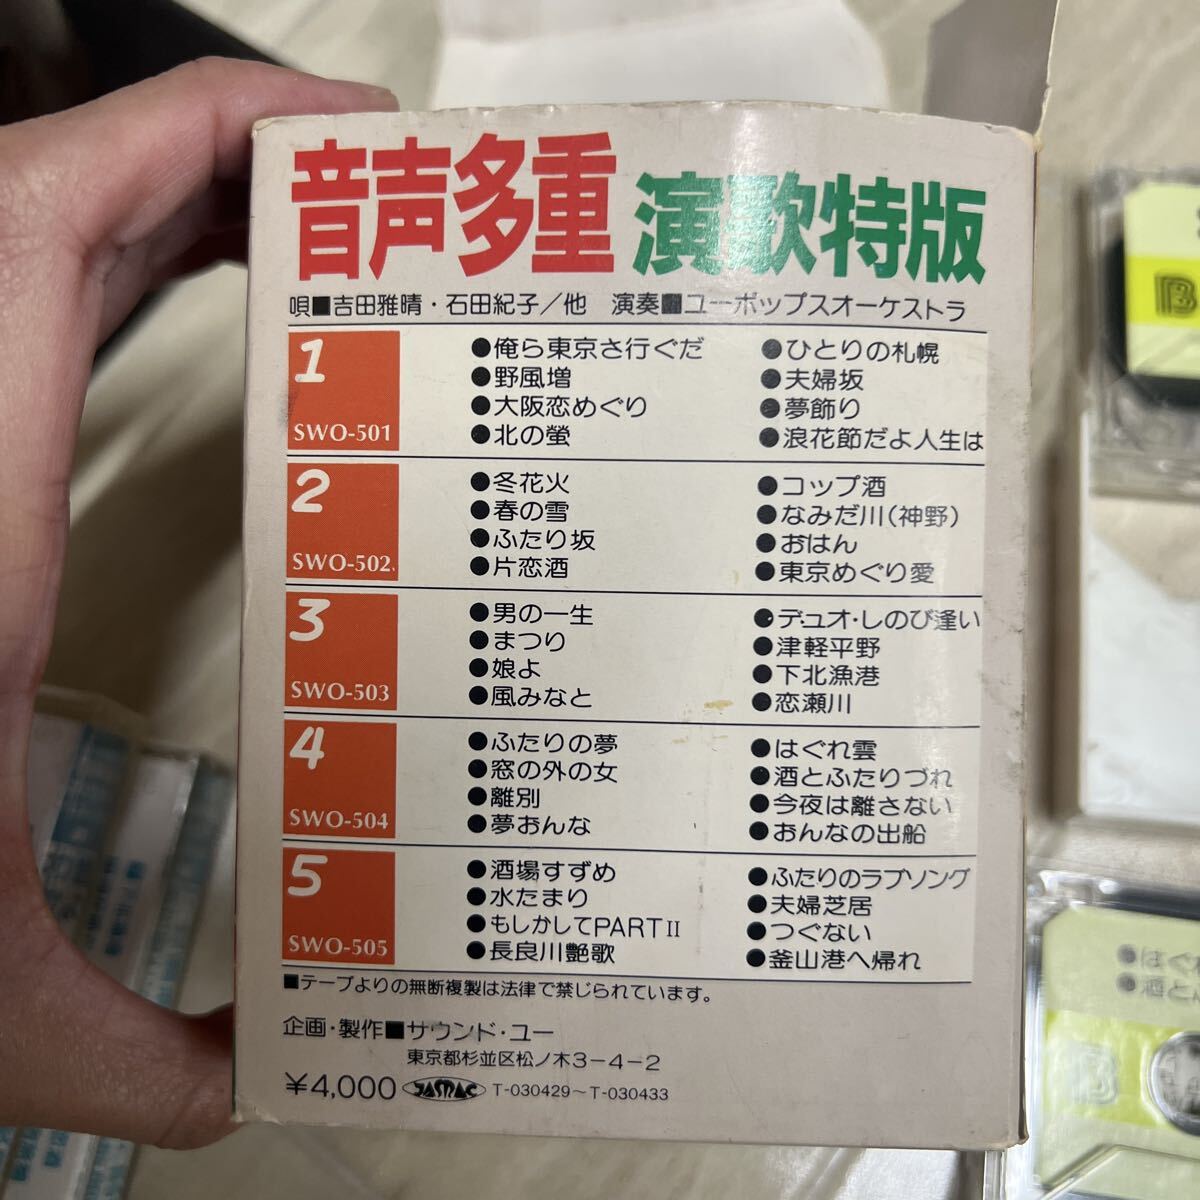 音声多重 演歌特版
唄■吉田雅晴・石田紀子/他 演奏■ユーポップスオーケストラ
1
SWO-501
●俺ら東京さ行ぐだ
●野風増
●大阪恋めぐり
●北の螢
●ひとりの札幌
●夫婦坂
●夢飾り
●浪花節だよ人生は
2
SWO-502
●冬花火
●春の雪
●ふたり坂
●片恋酒
●コップ酒
●なみだ川(神野)
●おはん
●東京めぐり愛
3
SWO-503
●男の一生
●まつり
●娘よ
●風みなと
●デュオ・しのび逢い
●津軽平野
●下北漁港
●恋瀬川
4
SWO-504
●ふたりの夢
●窓の外の女
●離別
●夢おんな
●はぐれ雲
●酒とふたりづれ
●今夜は離さない
●おんなの出船
5
SWO-505
●酒場すずめ
●水たまり
●もしかしてPARTⅡ
●長良川艶歌
●ふたりのラブソング
●夫婦芝居
●つぐない
●釜山港へ帰れ
■テープよりの無断複製は法律で禁じられています。
企画・製作■サウンド・ユー
東京都杉並区松ノ木3-4-2
¥4,000 JASMAC T-030429~T-030433
B
B